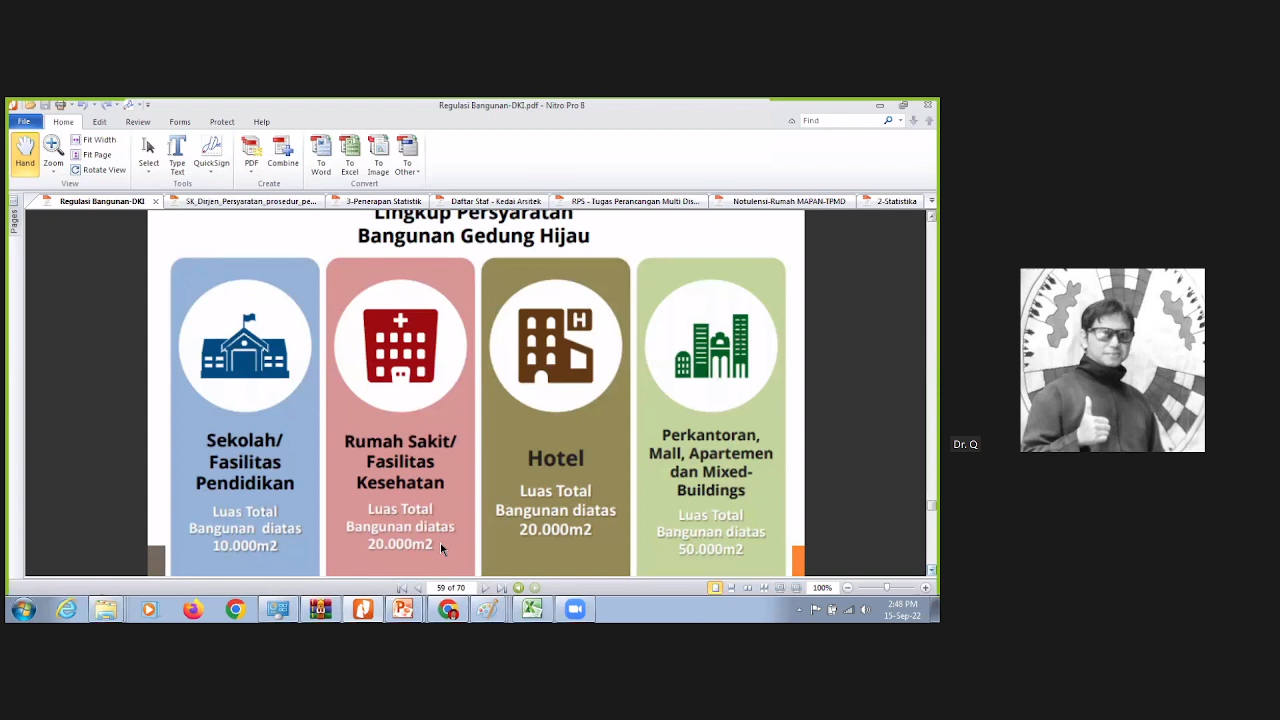 Regulasi Bangunan-DKI.pdf - Nitro Pro 8
File Home Edit Review Forms Protect Help
Find
Hand
Zoom
Fit Width
Fit Page
Rotate View
View
Select
Type
Text
QuickSign
Tools
PDF
Combine
Create
To
Word
To
Excel
To
Image
To
Other
Convert
Regulasi Bangunan-DKI
SK_Dirjen_Persyaratan_prosedur_pe...
3-Penerapan Statistik
Daftar Staf - Kedai Arsitek
RPS - Tugas Perancangan Multi Dis...
Notulensi-Rumah MAPAN-TPMD
2-Statistika
Pages
Lingkup Persyaratan
Bangunan Gedung Hijau
Sekolah/
Fasilitas
Pendidikan
Luas Total
Bangunan diatas
10.000m2
Rumah Sakit/
Fasilitas
Kesehatan
Luas Total
Bangunan diatas
20.000m2
H
Hotel
Luas Total
Bangunan diatas
20.000m2
Perkantoran,
Mall, Apartemen
dan Mixed-
Buildings
Luas Total
Bangunan diatas
50.000m2
59 of 70
100%
2:48 PM
15-Sep-22
Dr. Q